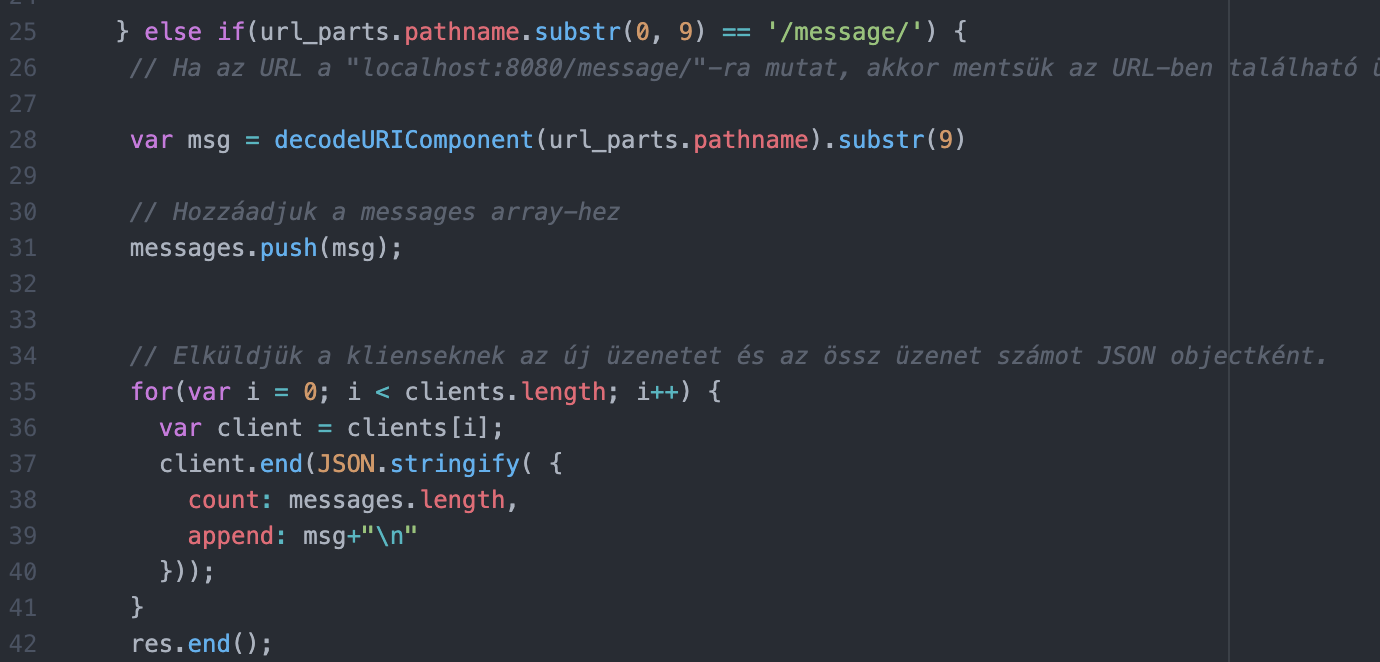 25 } else if(url_parts.pathname.substr(0, 9) == '/message/') {
26 // Ha az URL a "localhost:8080/message/"-ra mutat, akkor mentsük az URL-ben található
27
28 var msg = decodeURIComponent(url_parts.pathname).substr(9)
29
30 // Hozzáadjuk a messages array-hez
31 messages.push(msg);
32
33
34 // Elküldjük a klienseknek az új üzenetet és az össz üzenet számot JSON objectként.
35 for(var i = 0; i < clients.length; i++) {
36 var client = clients[i];
37 client.end(JSON.stringify( {
38 count: messages.length,
39 append: msg+"\n"
40 }));
41 }
42 res.end();